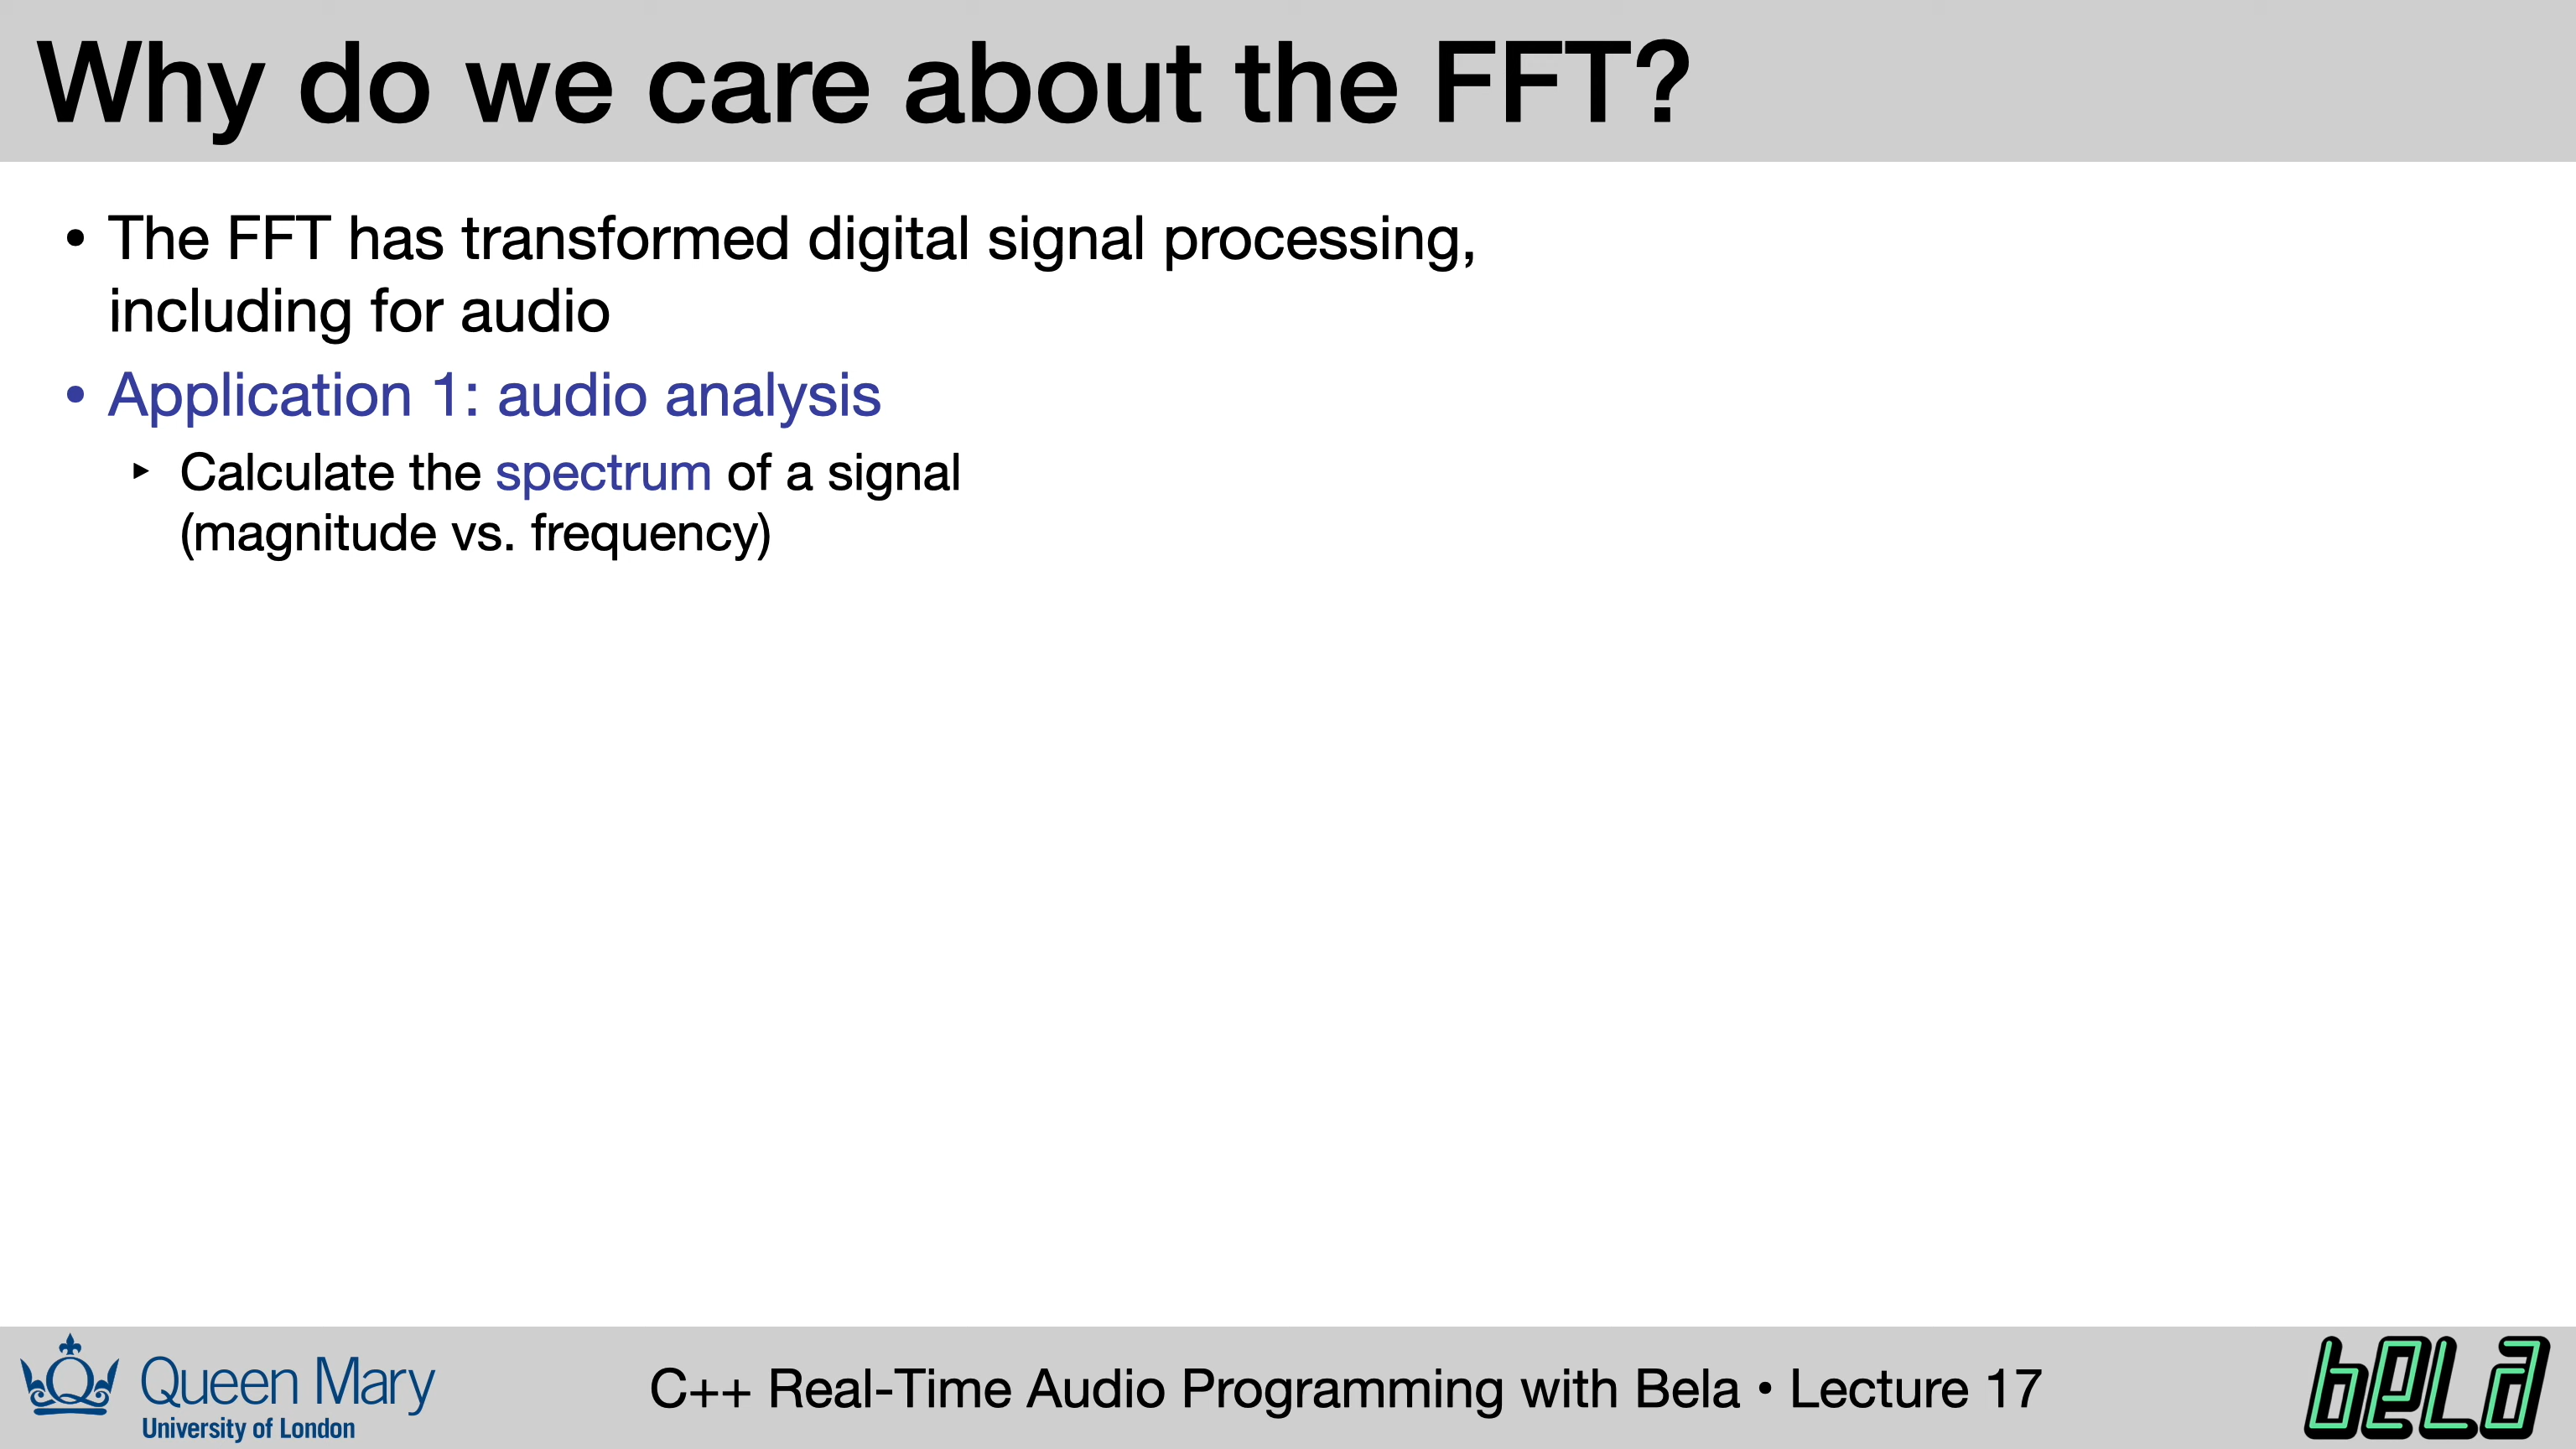 Why do we care about the FFT?
• The FFT has transformed digital signal processing,
including for audio
• Application 1: audio analysis
‣ Calculate the spectrum of a signal
(magnitude vs. frequency)
Queen Mary
University of London
C++ Real-Time Audio Programming with Bela • Lecture 17
bela